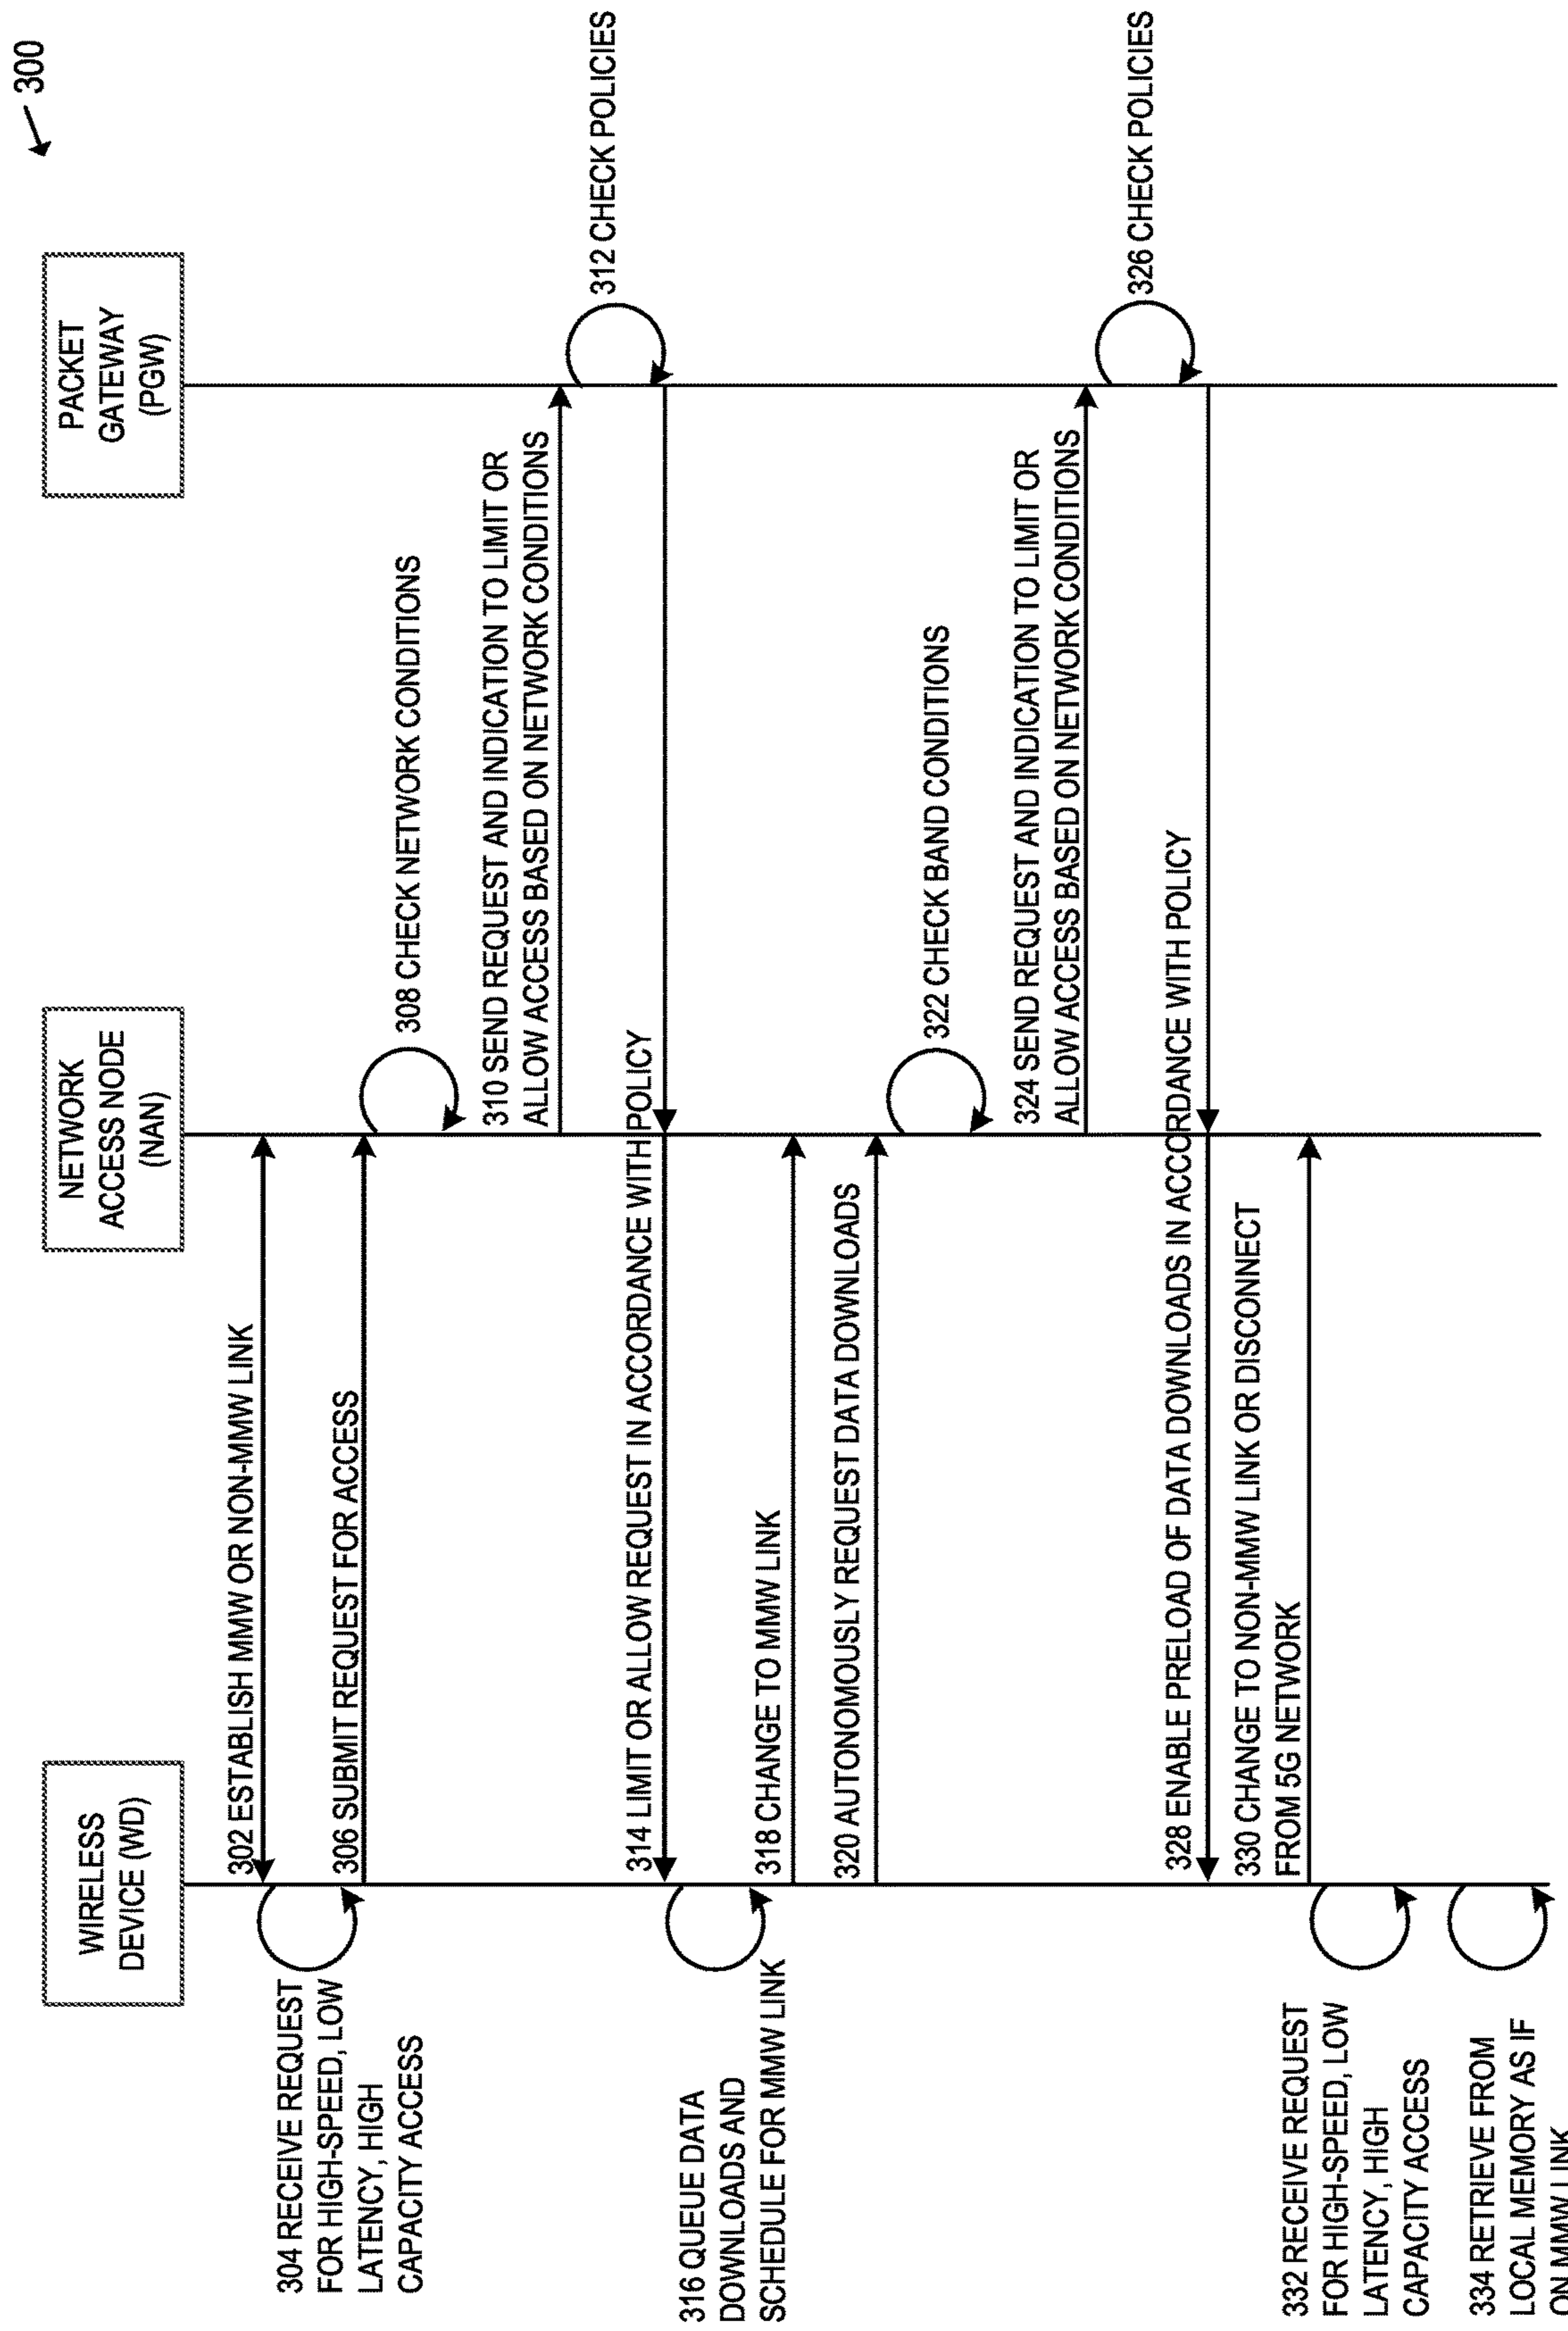 300
WIRELESS
DEVICE (WD)
NETWORK
ACCESS NODE
(NAN)
PACKET
GATEWAY
(PGW)
302 ESTABLISH MMW OR NON-MMW LINK
304 RECEIVE REQUEST
FOR HIGH-SPEED, LOW
LATENCY, HIGH
CAPACITY ACCESS
306 SUBMIT REQUEST FOR ACCESS
308 CHECK NETWORK CONDITIONS
310 SEND REQUEST AND INDICATION TO LIMIT OR
ALLOW ACCESS BASED ON NETWORK CONDITIONS
312 CHECK POLICIES
314 LIMIT OR ALLOW REQUEST IN ACCORDANCE WITH POLICY
316 QUEUE DATA
DOWNLOADS AND
SCHEDULE FOR MMW LINK
318 CHANGE TO MMW LINK
320 AUTONOMOUSLY REQUEST DATA DOWNLOADS
322 CHECK BAND CONDITIONS
324 SEND REQUEST AND INDICATION TO LIMIT OR
ALLOW ACCESS BASED ON NETWORK CONDITIONS
326 CHECK POLICIES
328 ENABLE PRELOAD OF DATA DOWNLOADS IN ACCORDANCE WITH POLICY
330 CHANGE TO NON-MMW LINK OR DISCONNECT
FROM 5G NETWORK
332 RECEIVE REQUEST
FOR HIGH-SPEED, LOW
LATENCY, HIGH
CAPACITY ACCESS
334 RETRIEVE FROM
LOCAL MEMORY AS IF
ON MMW LINK